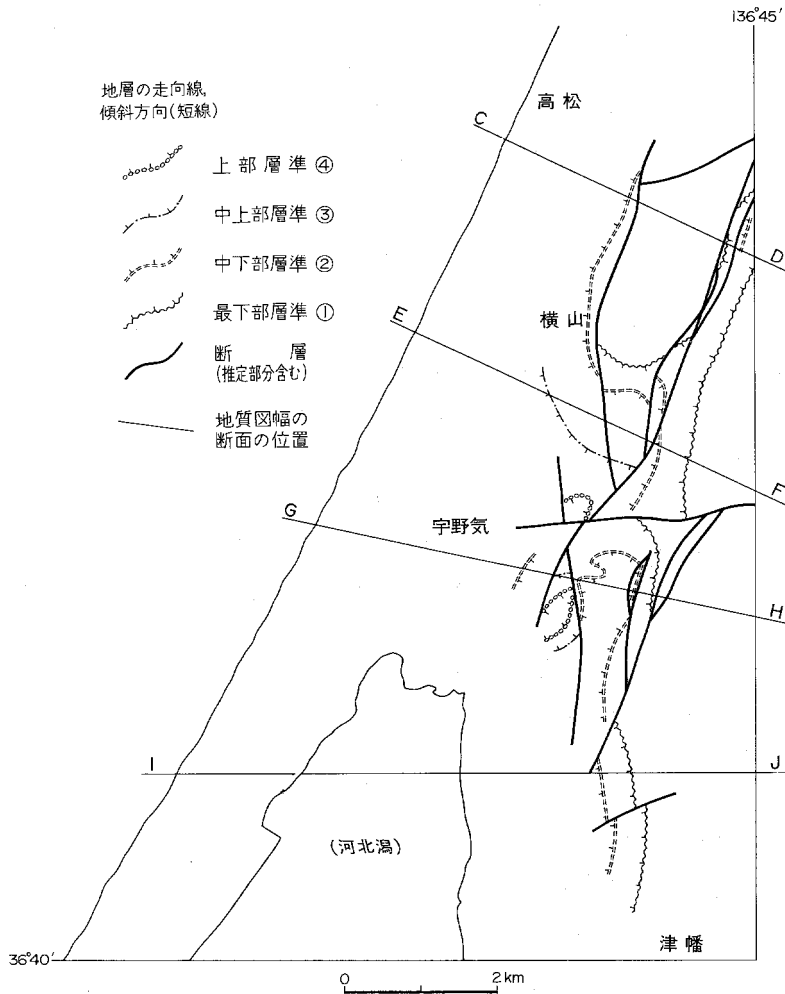 136°45′
地層の走向線,
傾斜方向(短線)
上部層準④
中上部層準③
中下部層準②
最下部層準①
断層
(推定部分含む)
地質図幅の
断面の位置
高松
C
D
横山
E
F
宇野気
G
H
I
J
(河北潟)
津幡
36°40′
0 2km